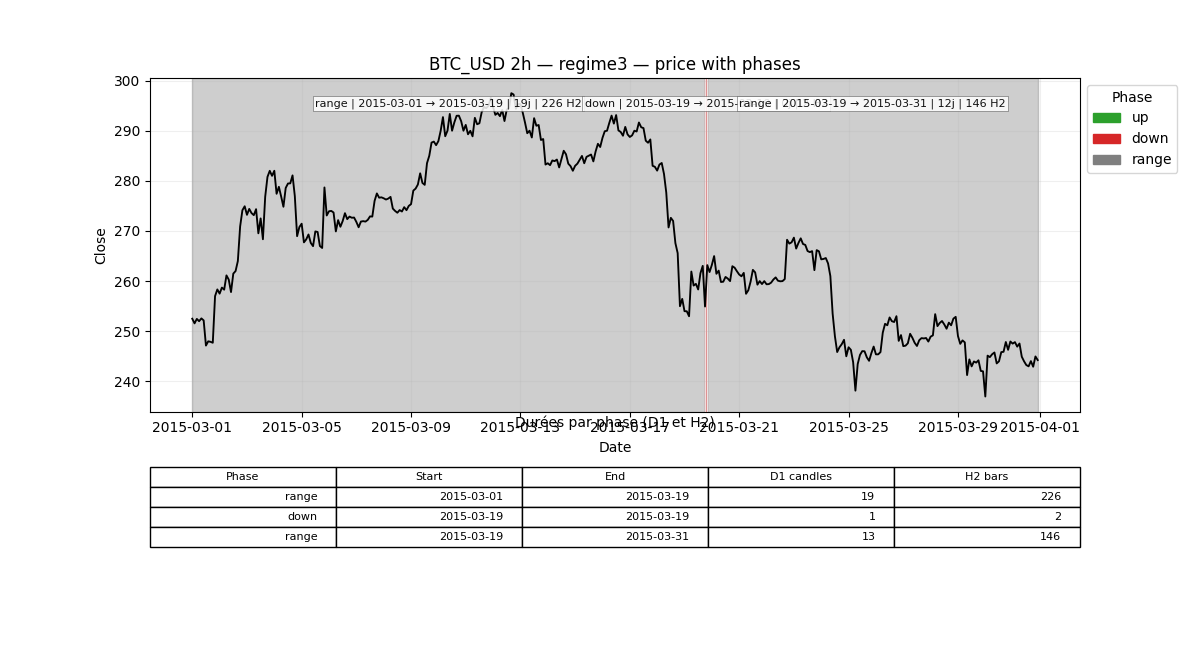 BTC_USD 2h — regime3 — price with phases
300
290
280
270
260
250
240
Close
range | 2015-03-01 → 2015-03-19 | 19j | 226 H2
down | 2015-03-19 → 2015-
range | 2015-03-19 → 2015-03-31 | 12j | 146 H2
Phase
up
down
range
2015-03-01 2015-03-05 2015-03-09 2015-03-13 2015-03-17 2015-03-21 2015-03-25 2015-03-29 2015-04-01
Durées par phase (D1 et H2)
Date
Phase Start End D1 candles H2 bars
range 2015-03-01 2015-03-19 19 226
down 2015-03-19 2015-03-19 1 2
range 2015-03-19 2015-03-31 13 146